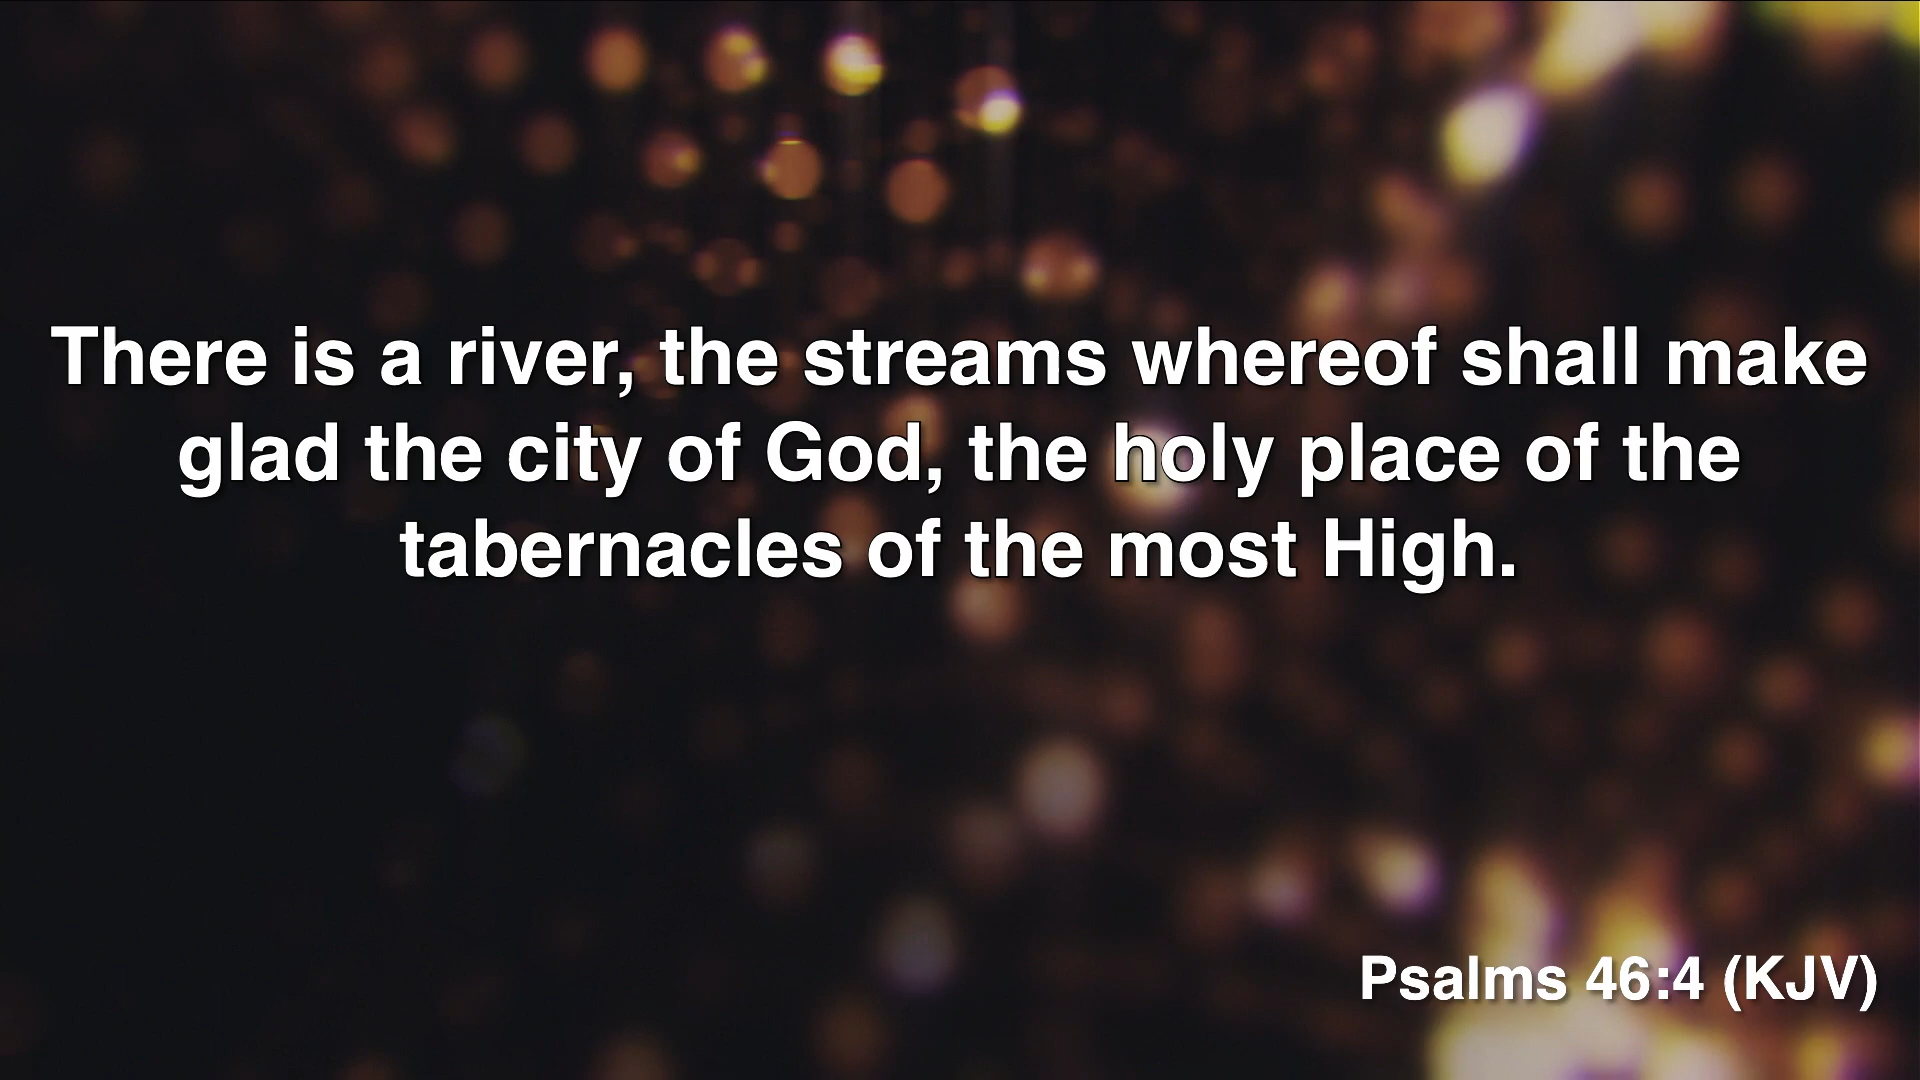 There is a river, the streams whereof shall make
glad the city of God, the holy place of the
tabernacles of the most High.
Psalms 46:4 (KJV)